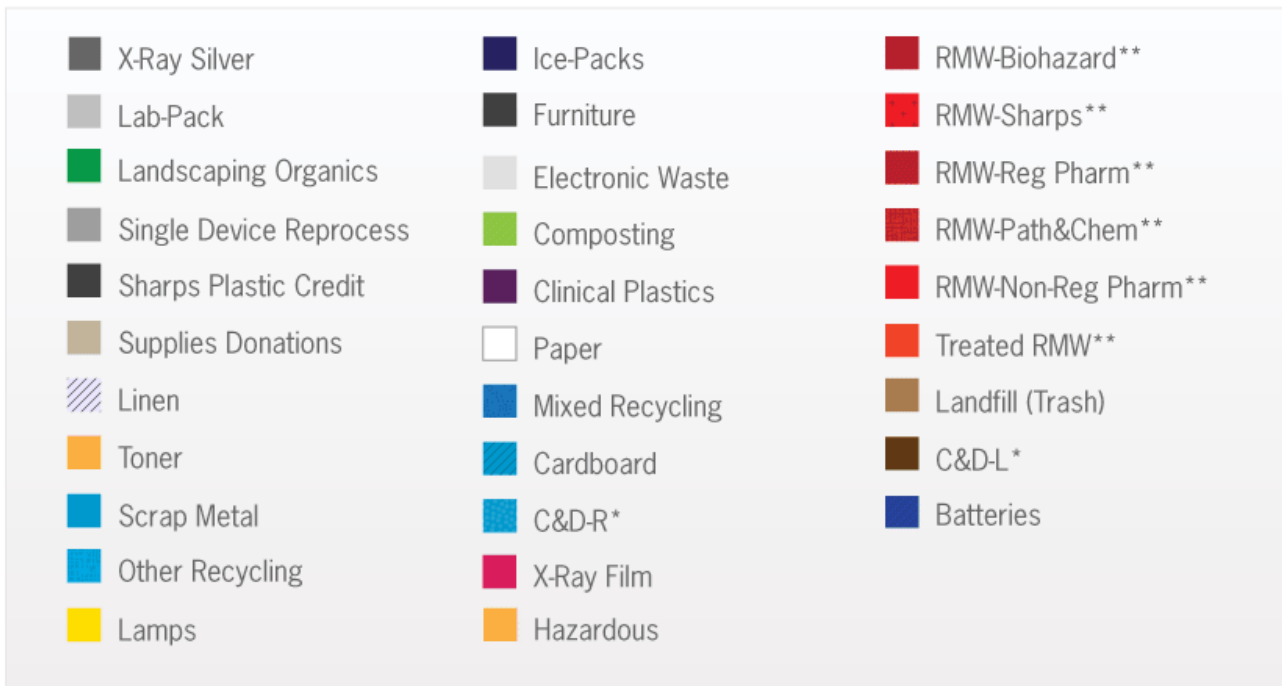 X-Ray Silver
Lab-Pack
Landscaping Organics
Single Device Reprocess
Sharps Plastic Credit
Supplies Donations
Linen
Toner
Scrap Metal
Other Recycling
Lamps
Ice-Packs
Furniture
Electronic Waste
Composting
Clinical Plastics
Paper
Mixed Recycling
Cardboard
C&D-R*
X-Ray Film
Hazardous
RMW-Biohazard**
RMW-Sharps**
RMW-Reg Pharm**
RMW-Path&Chem**
RMW-Non-Reg Pharm**
Treated RMW**
Landfill (Trash)
C&D-L*
Batteries